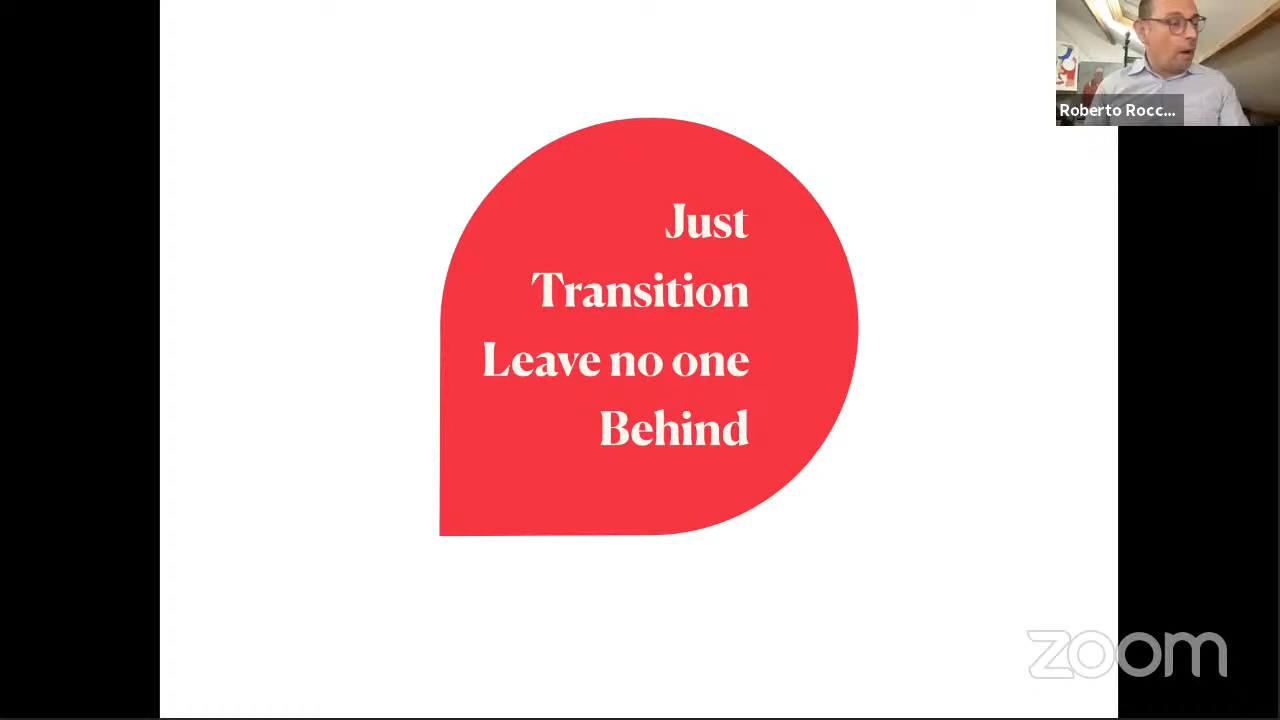 Roberto Rocc...
Just
Transition
Leave no one
Behind
zoom